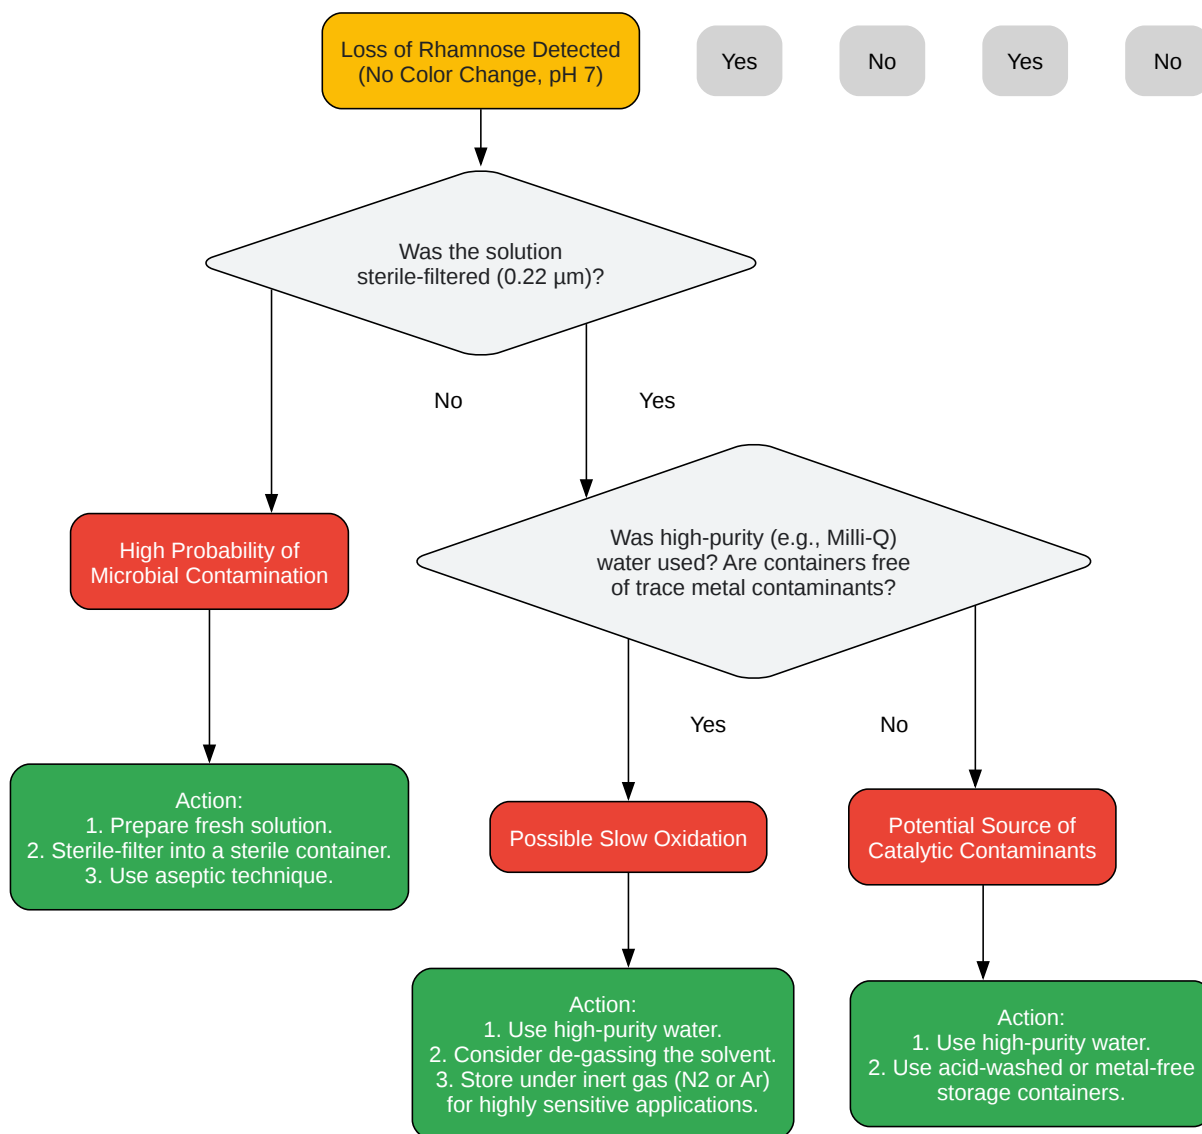 Loss of Rhamnose Detected
(No Color Change, pH 7)
Yes
No
Yes
No
Was the solution
sterile-filtered (0.22 µm)?
No
Yes
High Probability of
Microbial Contamination
Was high-purity (e.g., Milli-Q)
water used? Are containers free
of trace metal contaminants?
Yes
No
Action:
1. Prepare fresh solution.
2. Sterile-filter into a sterile container.
3. Use aseptic technique.
Possible Slow Oxidation
Potential Source of
Catalytic Contaminants
Action:
1. Use high-purity water.
2. Consider de-gassing the solvent.
3. Store under inert gas (N2 or Ar)
for highly sensitive applications.
Action:
1. Use high-purity water.
2. Use acid-washed or metal-free
storage containers.